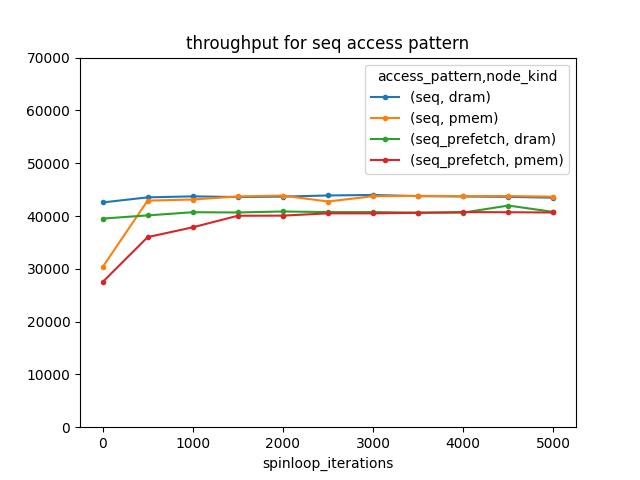 throughput for seq access pattern
70000
60000
50000
40000
30000
20000
10000
0
access_pattern,node_kind
(seq, dram)
(seq, pmem)
(seq_prefetch, dram)
(seq_prefetch, pmem)
0 1000 2000 3000 4000 5000
spinloop_iterations